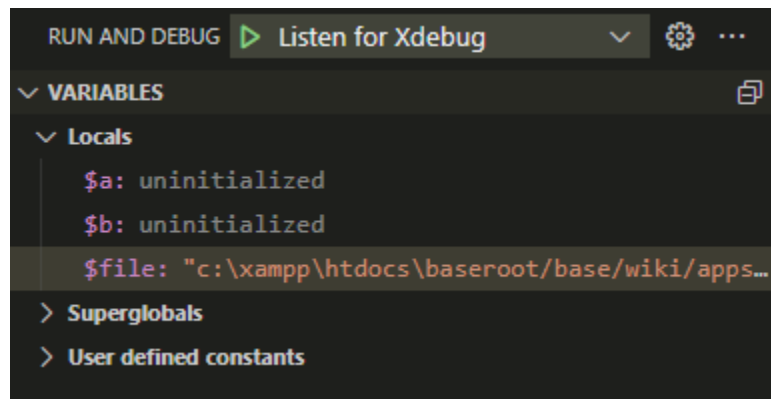 RUN AND DEBUG Listen for Xdebug
VARIABLES
Locals
$a: uninitialized
$b: uninitialized
$file: "c:\xampp\htdocs\baseroot/base/wiki/apps…
Superglobals
User defined constants